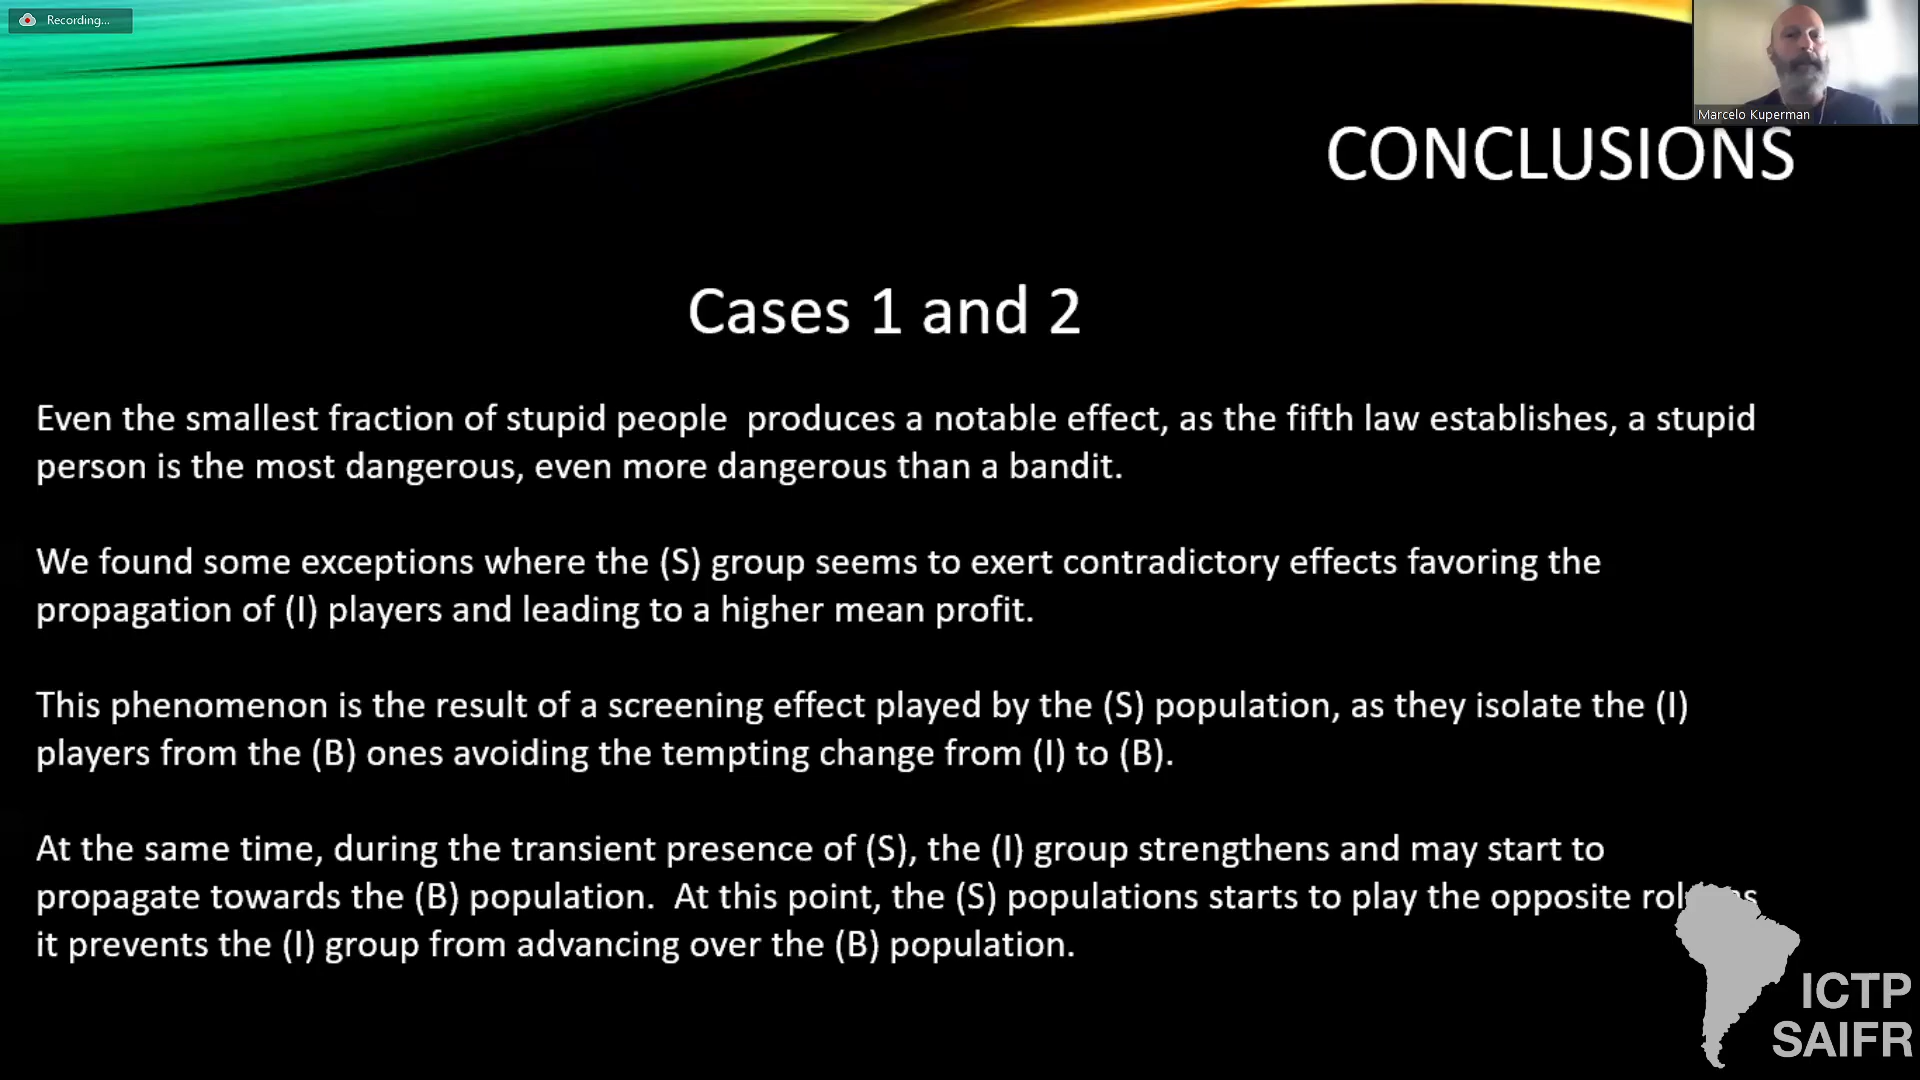 Recording...
Marcelo Kuperman
CONCLUSIONS
Cases 1 and 2
Even the smallest fraction of stupid people  produces a notable effect, as the fifth law establishes, a stupid
person is the most dangerous, even more dangerous than a bandit.
We found some exceptions where the (S) group seems to exert contradictory effects favoring the
propagation of (I) players and leading to a higher mean profit.
This phenomenon is the result of a screening effect played by the (S) population, as they isolate the (I)
players from the (B) ones avoiding the tempting change from (I) to (B).
At the same time, during the transient presence of (S), the (I) group strengthens and may start to
propagate towards the (B) population.  At this point, the (S) populations starts to play the opposite
it prevents the (I) group from advancing over the (B) population.
ICTP
SAIFR